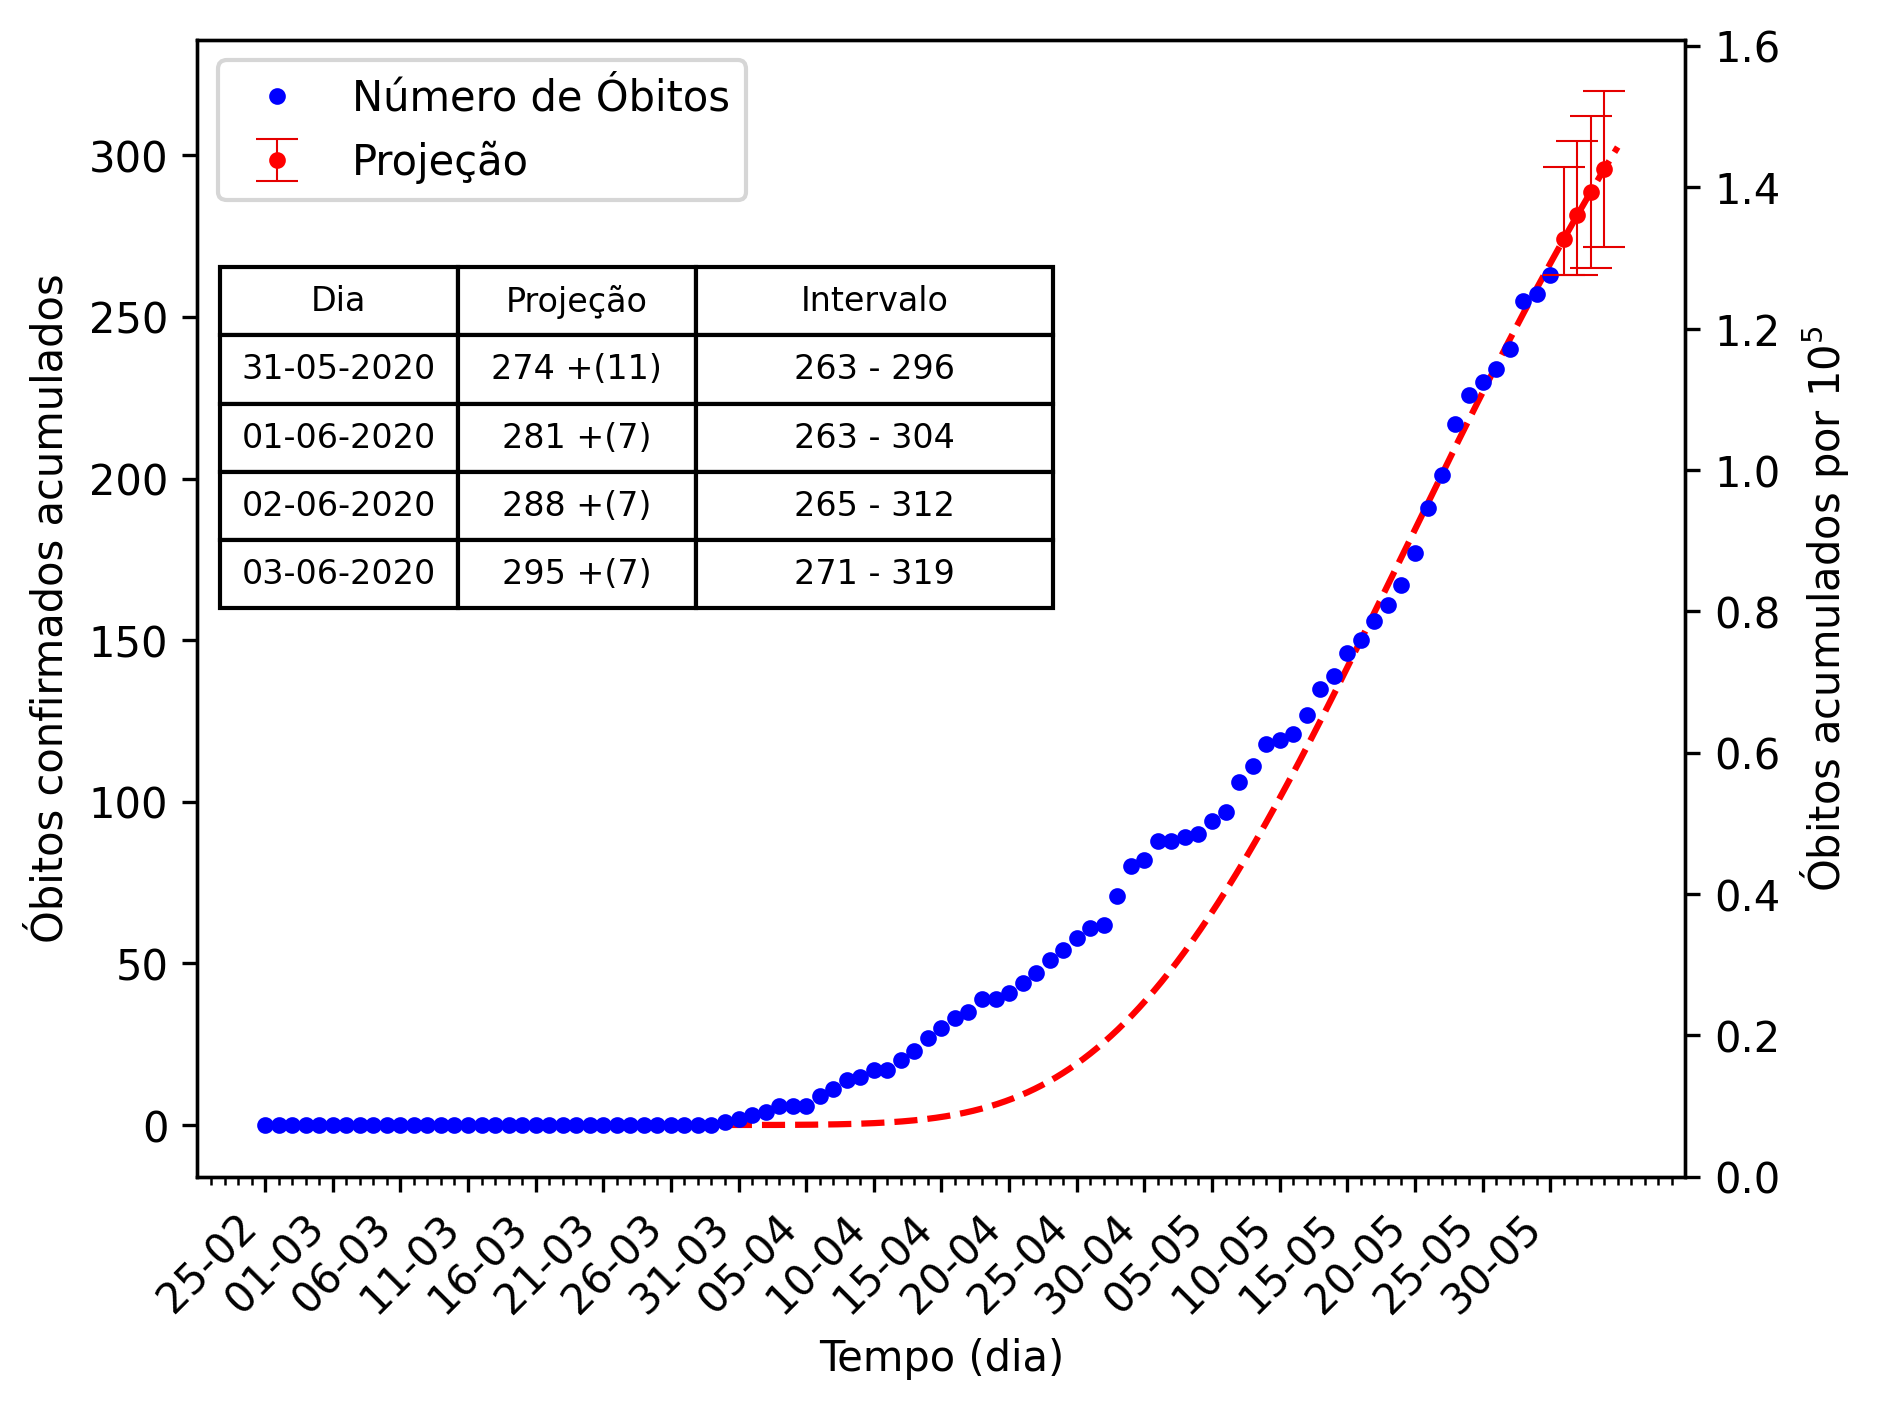 Número de Óbitos
Projeção
Dia Projeção Intervalo
31-05-2020 274 +(11) 263 - 296
01-06-2020 281 +(7) 263 - 304
02-06-2020 288 +(7) 265 - 312
03-06-2020 295 +(7) 271 - 319
Óbitos confirmados acumulados
300
250
200
150
100
50
0
1.6
1.4
1.2
1.0
0.8
0.6
0.4
0.2
0.0
Óbitos acumulados por 10⁵
25-02 01-03 06-03 11-03 16-03 21-03 26-03 31-03 05-04 10-04 15-04 20-04 25-04 30-04 05-05 10-05 15-05 20-05 25-05 30-05
Tempo (dia)